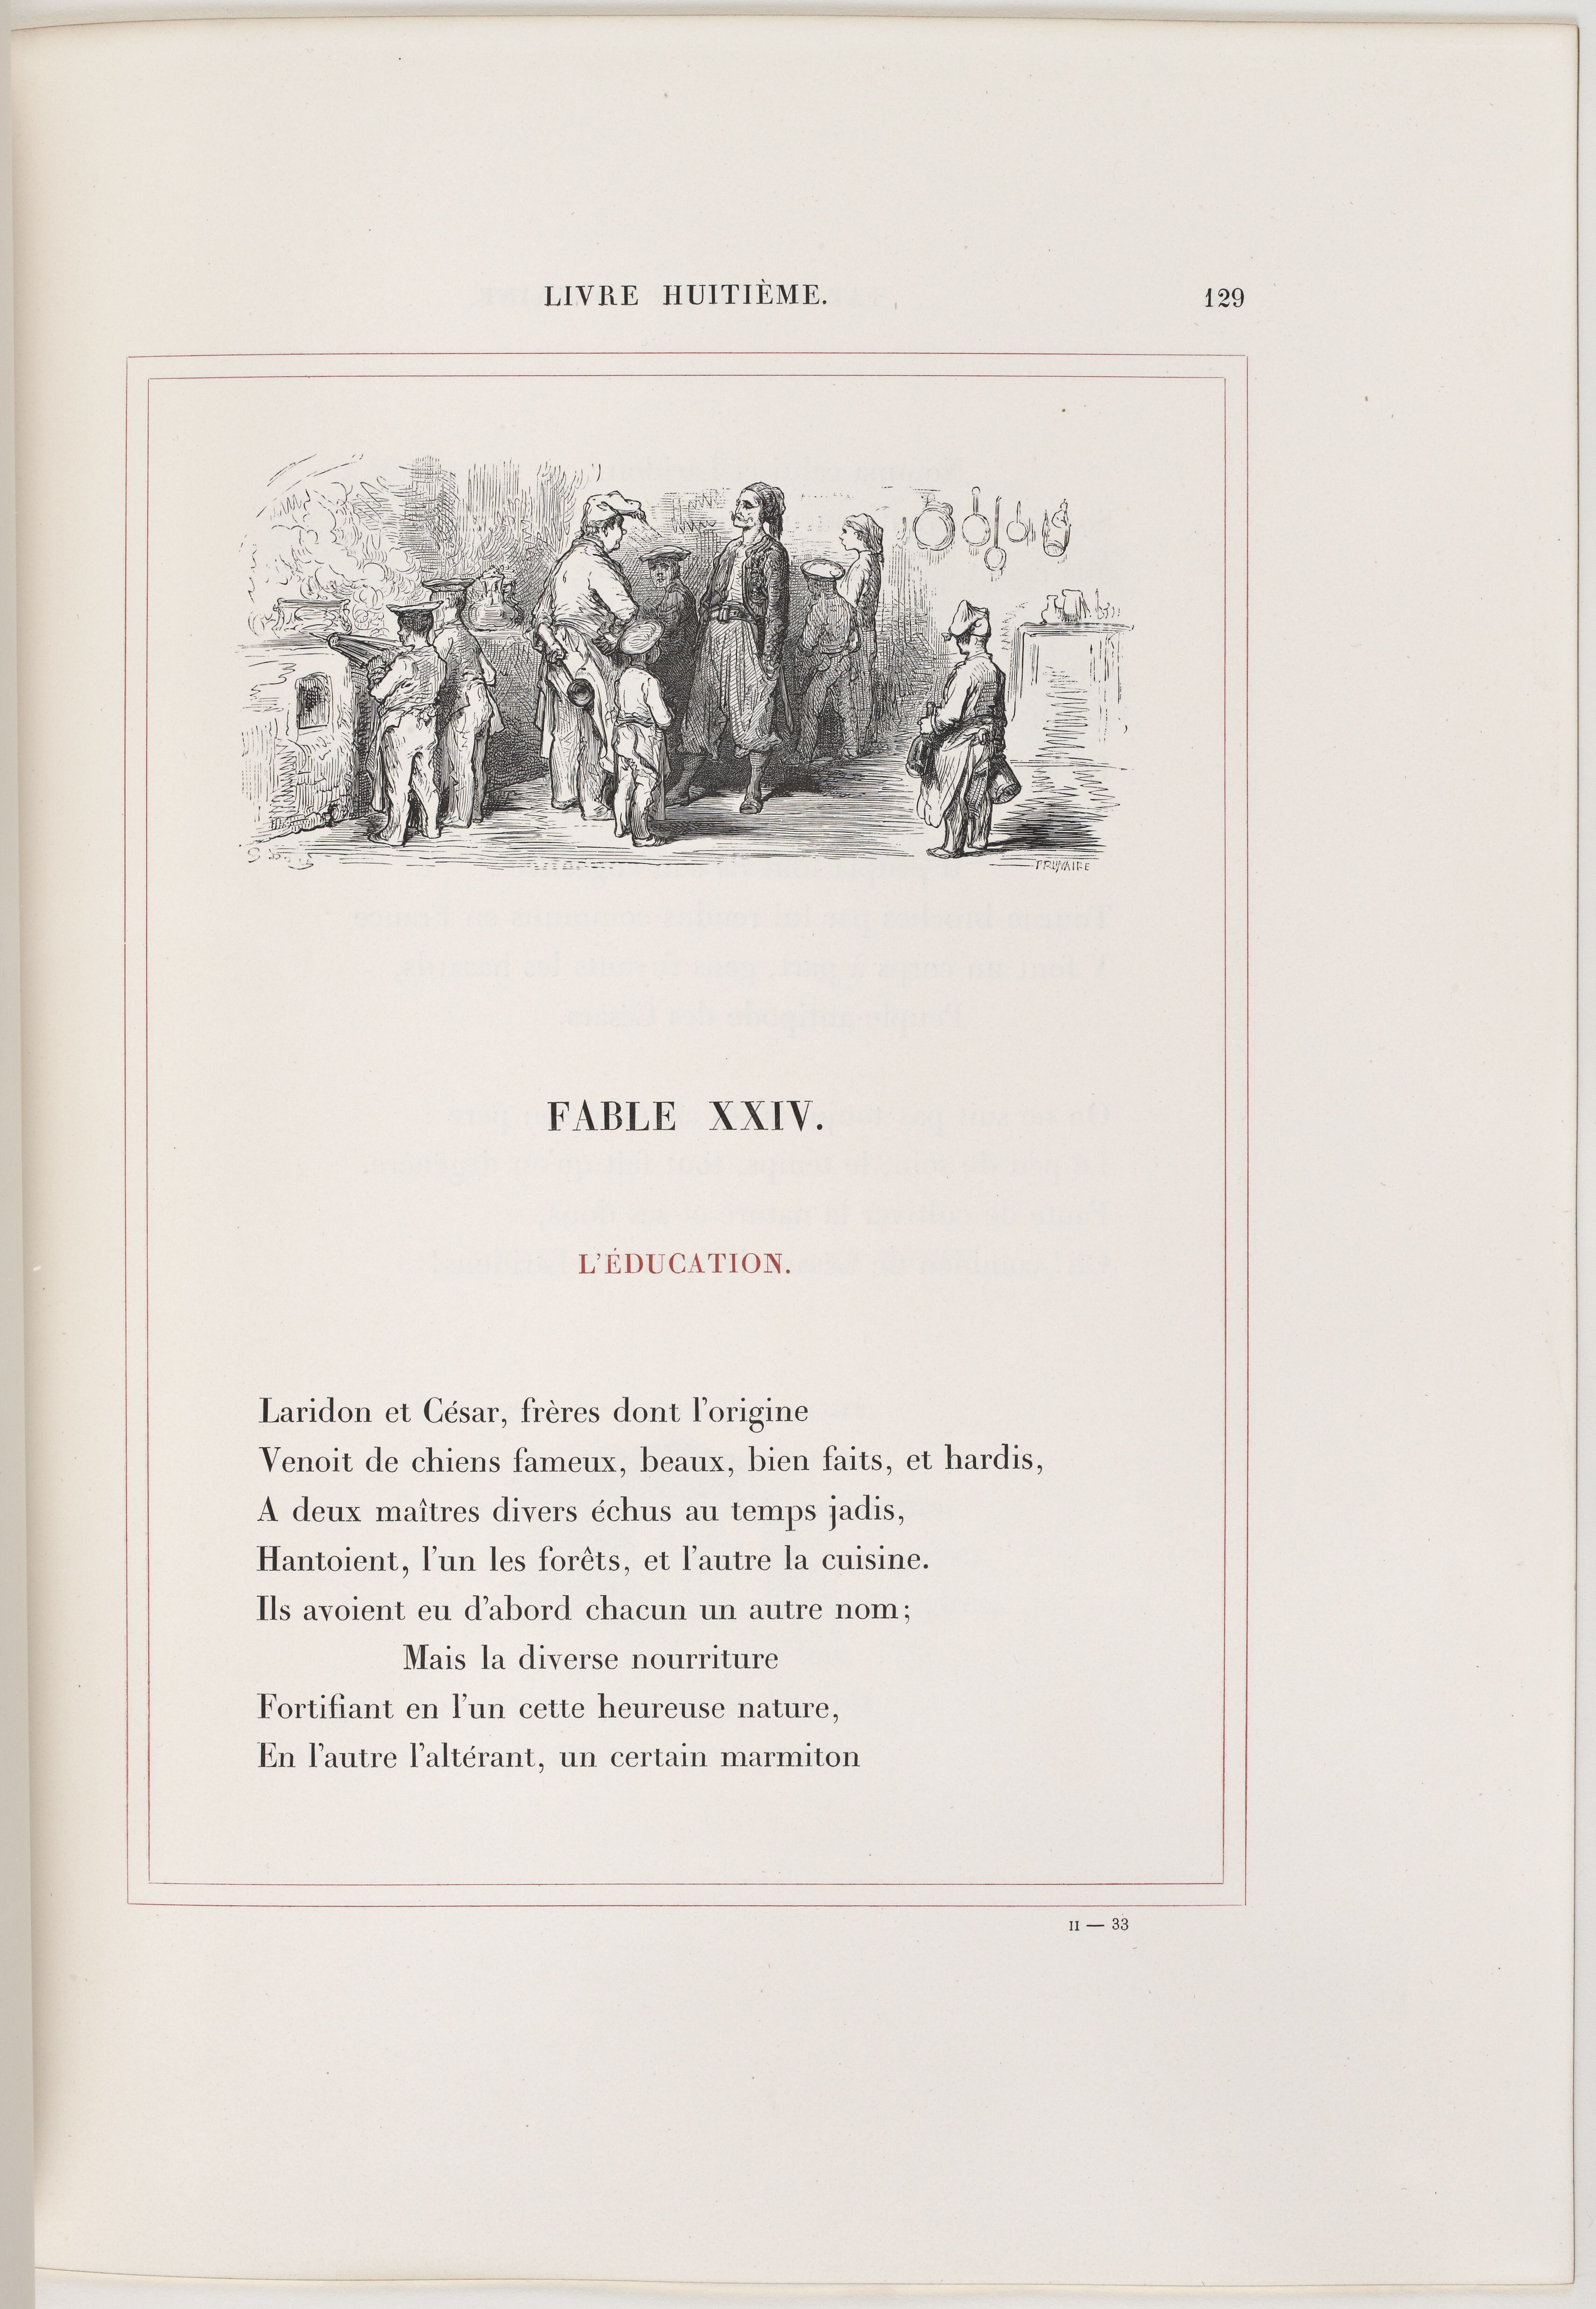 LIVRE HUITIÈME.
129
PRUNAIRE
FABLE XXIV.
L'ÉDUCATION.
Laridon et César, frères dont l'origine
Venoit de chiens fameux, beaux, bien faits, et hardis,
A deux maîtres divers échus au temps jadis,
Hantoient, l'un les forêts, et l'autre la cuisine.
Ils avoient eu d'abord chacun un autre nom;
Mais la diverse nourriture
Fortifiant en l'un cette heureuse nature,
En l'autre l'altérant, un certain marmiton
II — 33